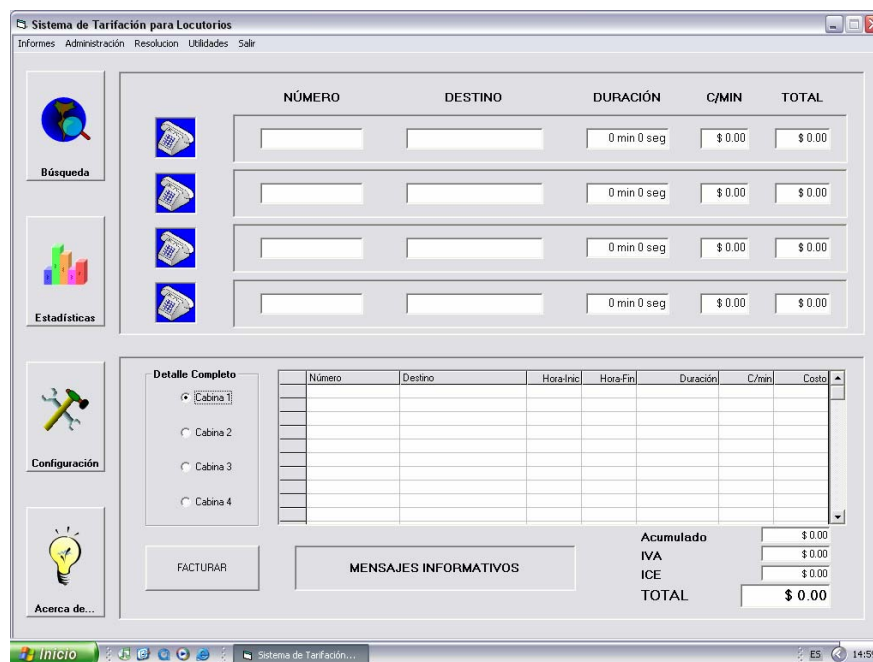 Sistema de Tarifación para Locutorios
Informes Administración Resolucion Utilidades Salir
NÚMERO DESTINO DURACIÓN C/MIN TOTAL
0 min 0 seg $ 0.00 $ 0.00
Búsqueda
0 min 0 seg $ 0.00 $ 0.00
0 min 0 seg $ 0.00 $ 0.00
Estadísticas
0 min 0 seg $ 0.00 $ 0.00
Detalle Completo
Cabina 1
Cabina 2
Cabina 3
Cabina 4
Número Destino Hora-Inic Hora-Fin Duración C/min Costo
Configuración
FACTURAR
MENSAJES INFORMATIVOS
Acumulado $ 0.00
IVA $ 0.00
ICE $ 0.00
TOTAL $ 0.00
Acerca de...
Inicio
Sistema de Tarifación...
ES